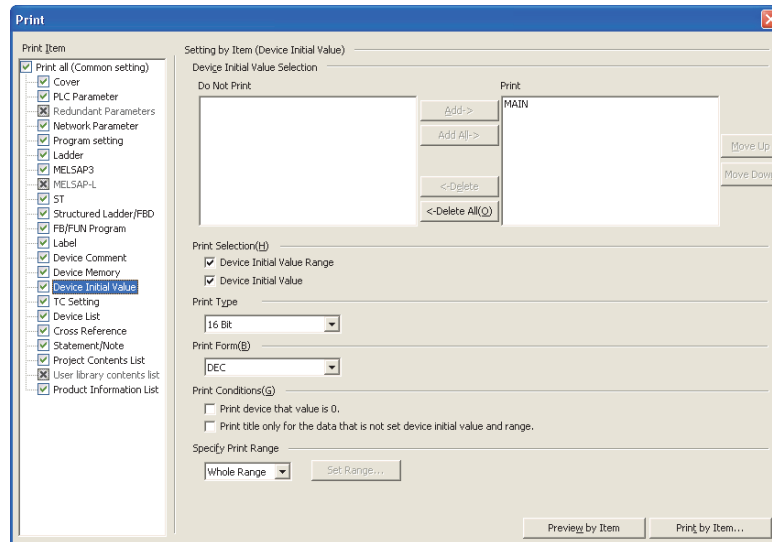 Print
Print Item
Print all (Common setting)
Cover
PLC Parameter
Redundant Parameters
Network Parameter
Program setting
Ladder
MELSAP3
MELSAP-L
ST
Structured Ladder/FBD
FB/FUN Program
Label
Device Comment
Device Memory
Device Initial Value
TC Setting
Device List
Cross Reference
Statement/Note
Project Contents List
User library contents list
Product Information List
Setting by Item (Device Initial Value)
Device Initial Value Selection
Do Not Print
Print
MAIN
Add->
Add All->
<-Delete
<-Delete All(O)
Move Up
Move Down
Print Selection(H)
Device Initial Value Range
Device Initial Value
Print Type
16 Bit
Print Form(B)
DEC
Print Conditions(G)
Print device that value is 0.
Print title only for the data that is not set device initial value and range.
Specify Print Range
Whole Range
Set Range...
Preview by Item
Print by Item...